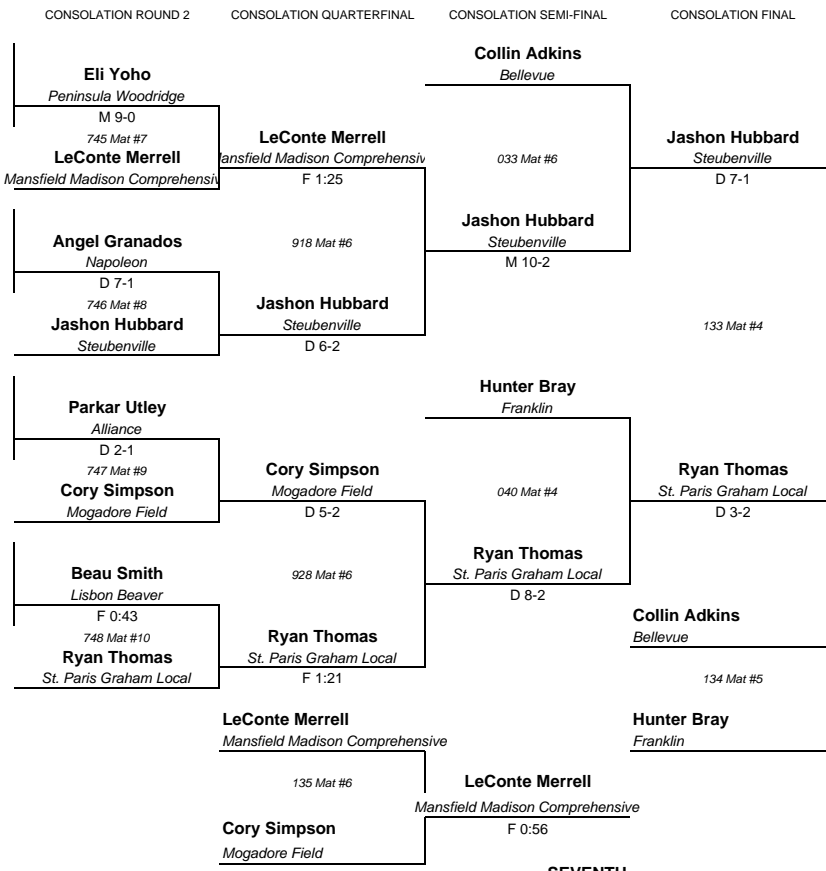 CONSOLATION ROUND 2
CONSOLATION QUARTERFINAL
CONSOLATION SEMI-FINAL
CONSOLATION FINAL
Eli Yoho
Peninsula Woodridge
M 9-0
745 Mat #7
LeConte Merrell
Mansfield Madison Comprehensiv
Angel Granados
Napoleon
D 7-1
746 Mat #8
Jashon Hubbard
Steubenville
Parkar Utley
Alliance
D 2-1
747 Mat #9
Cory Simpson
Mogadore Field
Beau Smith
Lisbon Beaver
F 0:43
748 Mat #10
Ryan Thomas
St. Paris Graham Local
LeConte Merrell
ansfield Madison Comprehensiv
F 1:25
918 Mat #6
Jashon Hubbard
Steubenville
D 6-2
Cory Simpson
Mogadore Field
D 5-2
928 Mat #6
Ryan Thomas
St. Paris Graham Local
F 1:21
LeConte Merrell
Mansfield Madison Comprehensive
135 Mat #6
Cory Simpson
Mogadore Field
Collin Adkins
Bellevue
033 Mat #6
Jashon Hubbard
Steubenville
M 10-2
Hunter Bray
Franklin
040 Mat #4
Ryan Thomas
St. Paris Graham Local
D 8-2
LeConte Merrell
Mansfield Madison Comprehensive
F 0:56
SEVENTH
Jashon Hubbard
Steubenville
D 7-1
133 Mat #4
Ryan Thomas
St. Paris Graham Local
D 3-2
Collin Adkins
Bellevue
134 Mat #5
Hunter Bray
Franklin